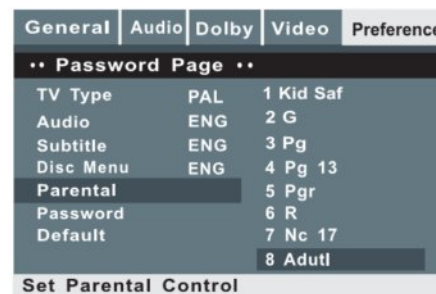 General Audio Dolby Video Preference
·· Password Page ··
TV Type PAL 1 Kid Saf
Audio ENG 2 G
Subtitle ENG 3 Pg
Disc Menu ENG 4 Pg 13
Parental 5 Pgr
Password 6 R
Default 7 Nc 17
8 Adutl
Set Parental Control